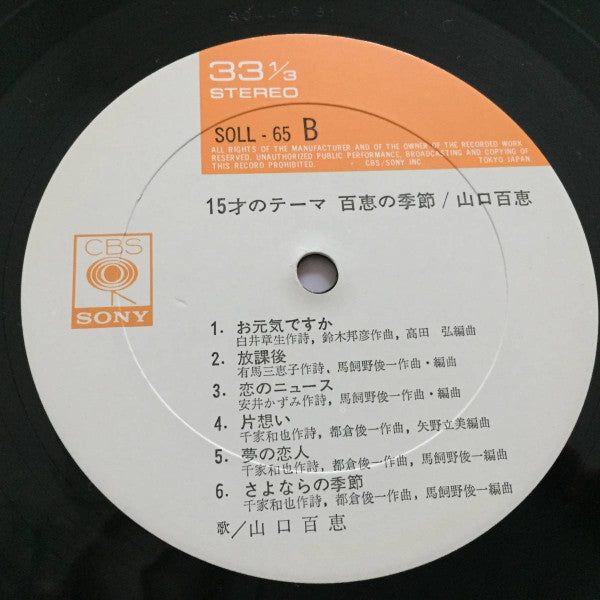 33 1/3
STEREO
SOLL - 65 B
ALL RIGHTS OF THE MANUFACTURER AND OF THE OWNER OF THE RECORDED WORK
RESERVED. UNAUTHORIZED PUBLIC PERFORMANCE, BROADCASTING AND COPYING OF
THIS RECORD PROHIBITED. · CBS/SONY INC. TOKYO JAPAN
15才のテーマ 百恵の季節/山口百恵
CBS
SONY
1. お元気ですか
白井章生作詩, 鈴木邦彦作曲, 高田 弘編曲
2. 放課後
有馬三恵子作詩, 馬飼野俊一作曲・編曲
3. 恋のニュース
安井かずみ作詩, 馬飼野俊一作曲・編曲
4. 片想い
千家和也作詩, 都倉俊一作曲, 矢野立美編曲
5. 夢の恋人
千家和也作詩, 都倉俊一作曲, 馬飼野俊一編曲
6. さよならの季節
千家和也作詩, 都倉俊一作曲, 馬飼野俊一編曲
歌/山口百恵